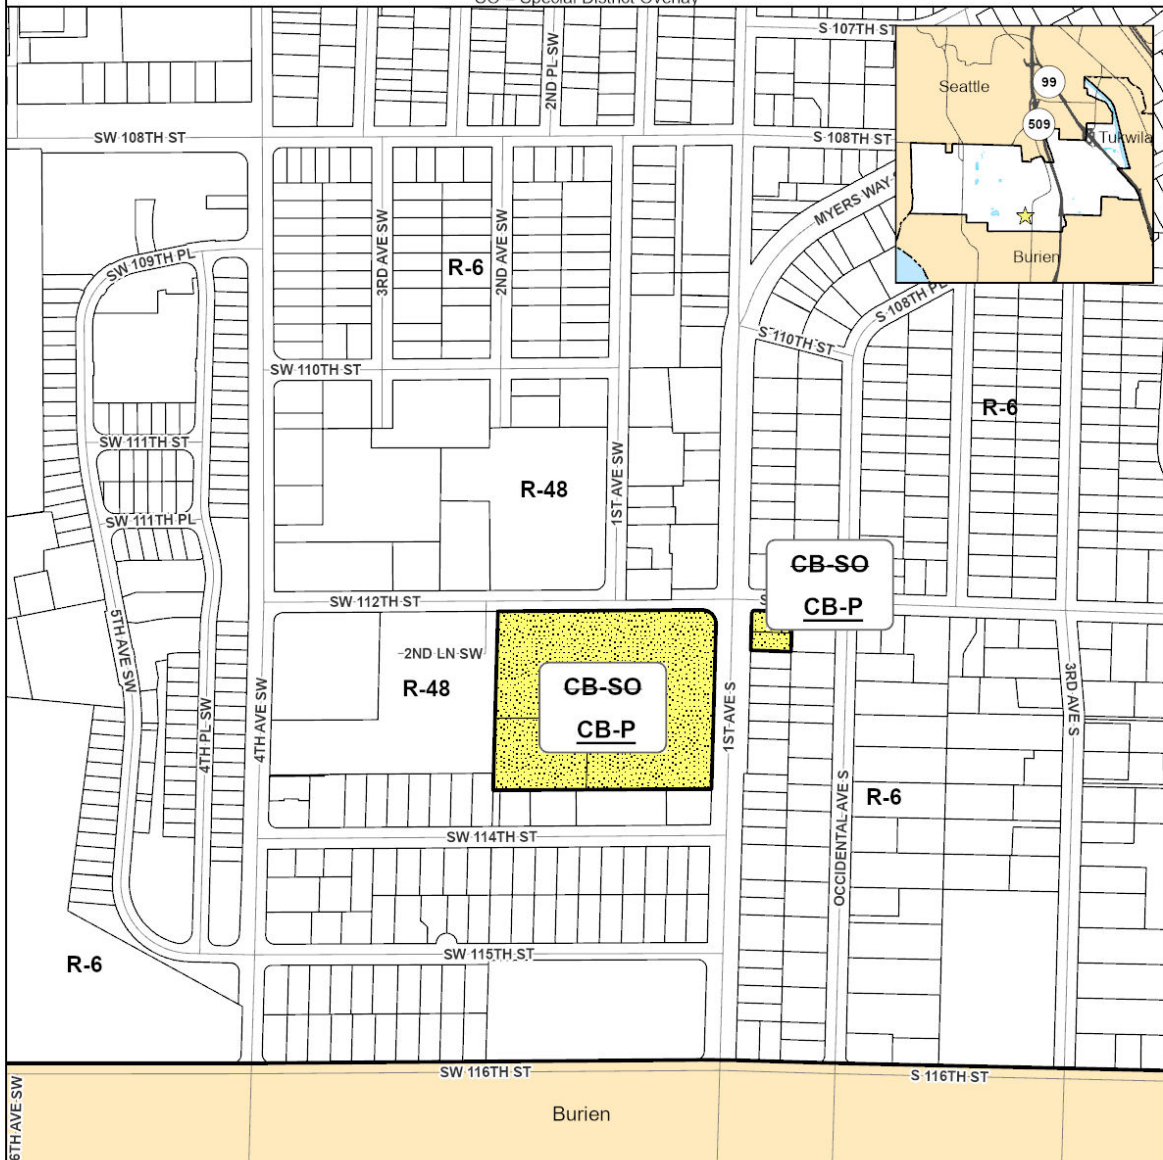 SO = Special District Overlay
S 107TH ST
2ND PL SW
SW 108TH ST
S 108TH ST
Seattle
99
509
Tukwila
Burien
MYERS WAY S
SW 109TH PL
3RD AVE SW
R-6
2ND AVE SW
S 108TH PL
S 110TH ST
SW 110TH ST
R-6
SW 111TH ST
R-48
1ST AVE SW
SW 111TH PL
CB-SO
CB-P
SW 112TH ST
5TH AVE SW
2ND LN SW
R-48
CB-SO
CB-P
4TH PL SW
4TH AVE SW
1ST AVE S
3RD AVE S
R-6
OCCIDENTAL AVE S
SW 114TH ST
SW 115TH ST
R-6
SW 116TH ST
S 116TH ST
6TH AVE SW
Burien